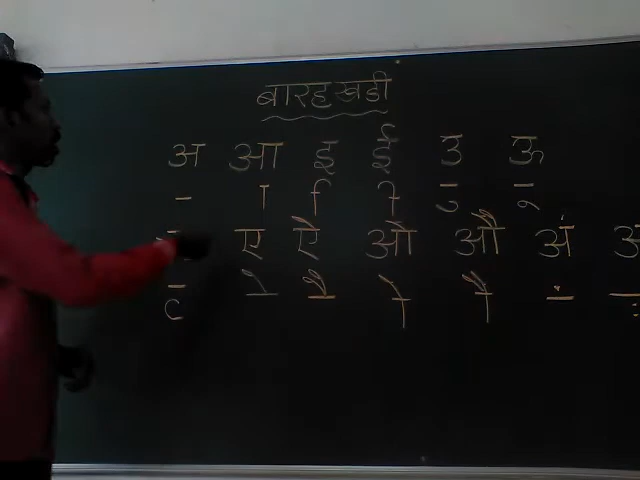 बारहखडी
अ आ इ ई उ ऊ
- ा ि ी ु ू
ए ऐ ओ औ अं
ृ े ै ो ौ ं